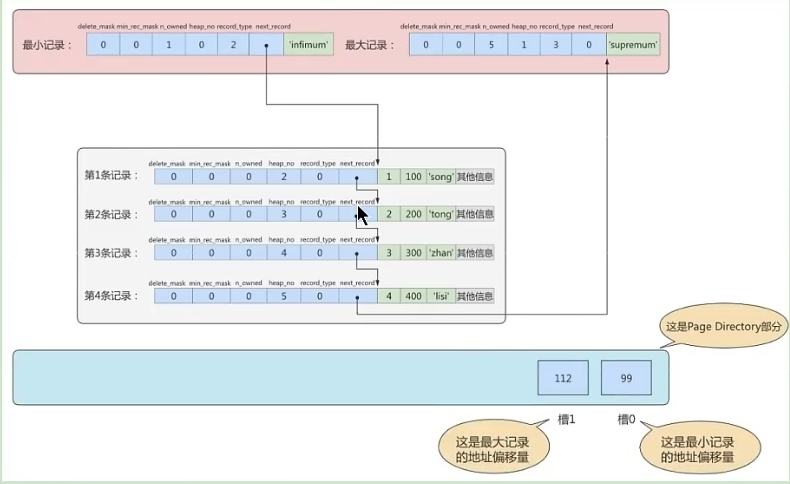 delete_mask min_rec_mask n_owned heap_no record_type next_record
最小记录： 0 0 1 0 2 'infimum'
delete_mask min_rec_mask n_owned heap_no record_type next_record
最大记录： 0 0 5 1 3 0 'supremum'
delete_mask min_rec_mask n_owned heap_no record_type next_record
第1条记录： 0 0 0 2 0 1 100 'song' 其他信息
delete_mask min_rec_mask n_owned heap_no record_type next_record
第2条记录： 0 0 0 3 0 2 200 'tong' 其他信息
delete_mask min_rec_mask n_owned heap_no record_type next_record
第3条记录： 0 0 0 4 0 3 300 'zhan' 其他信息
delete_mask min_rec_mask n_owned heap_no record_type next_record
第4条记录： 0 0 0 5 0 4 400 'lisi' 其他信息
这是Page Directory部分
112 99
槽1 槽0
这是最大记录
的地址偏移量
这是最小记录
的地址偏移量